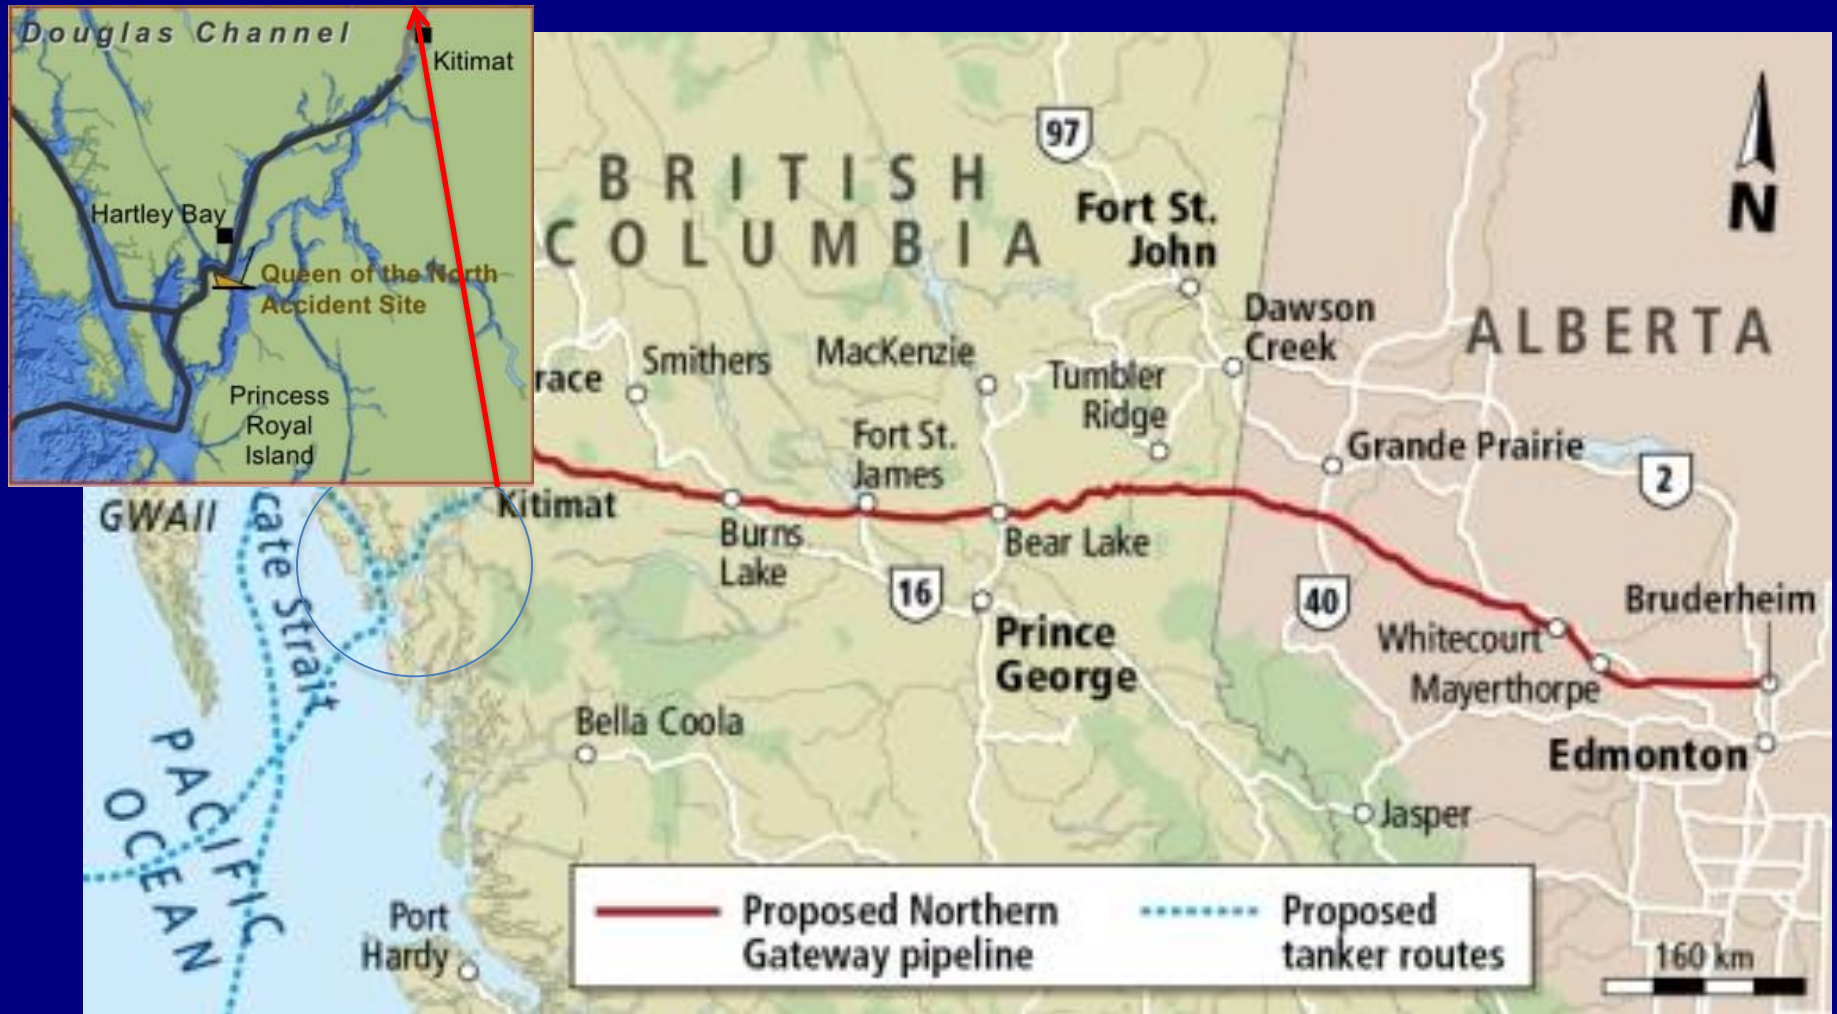 Douglas Channel
Kitimat
Hartley Bay
Queen of the North
Accident Site
Princess
Royal
Island
BRITISH
COLUMBIA
97
Fort St.
John
N
Dawson
Creek
ALBERTA
race
Smithers
MacKenzie
Tumbler
Ridge
Fort St.
James
Grande Prairie
2
GWAII
cate Strait
Kitimat
Burns
Lake
Bear Lake
16
40
Bruderheim
Prince
George
Whitecourt
Mayerthorpe
Bella Coola
Edmonton
Jasper
PACIFIC
OCEAN
Port
Hardy
Proposed Northern
Gateway pipeline
Proposed
tanker routes
160 km